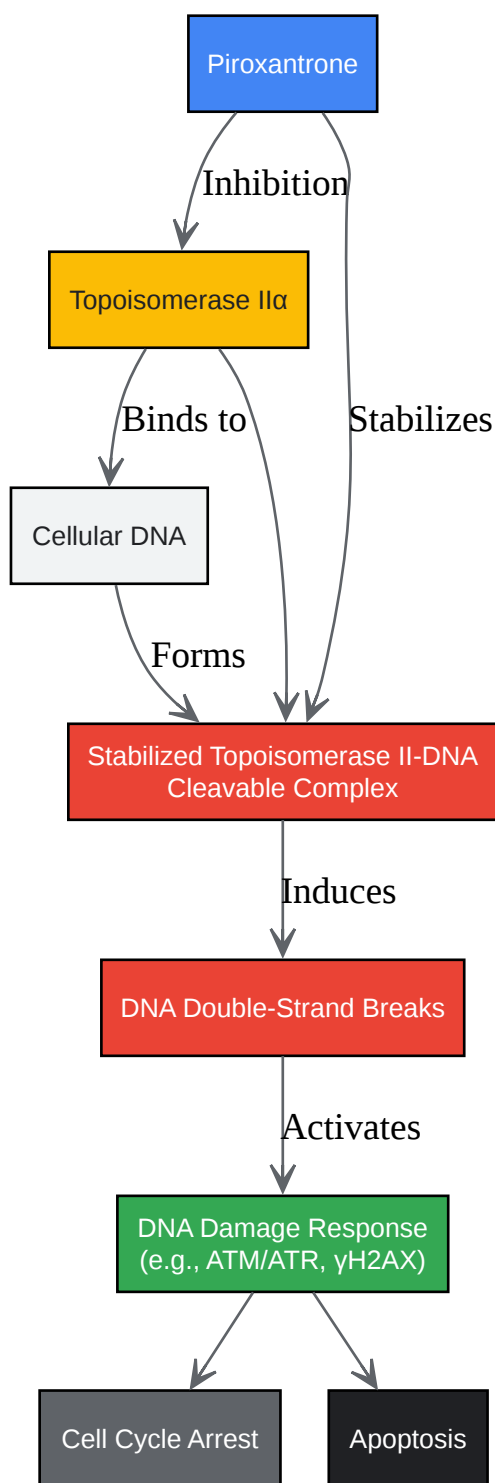 Piroxantrone
Inhibition
Topoisomerase IIα
Binds to
Stabilizes
Cellular DNA
Forms
Stabilized Topoisomerase II-DNA
Cleavable Complex
Induces
DNA Double-Strand Breaks
Activates
DNA Damage Response
(e.g., ATM/ATR, γH2AX)
Cell Cycle Arrest
Apoptosis